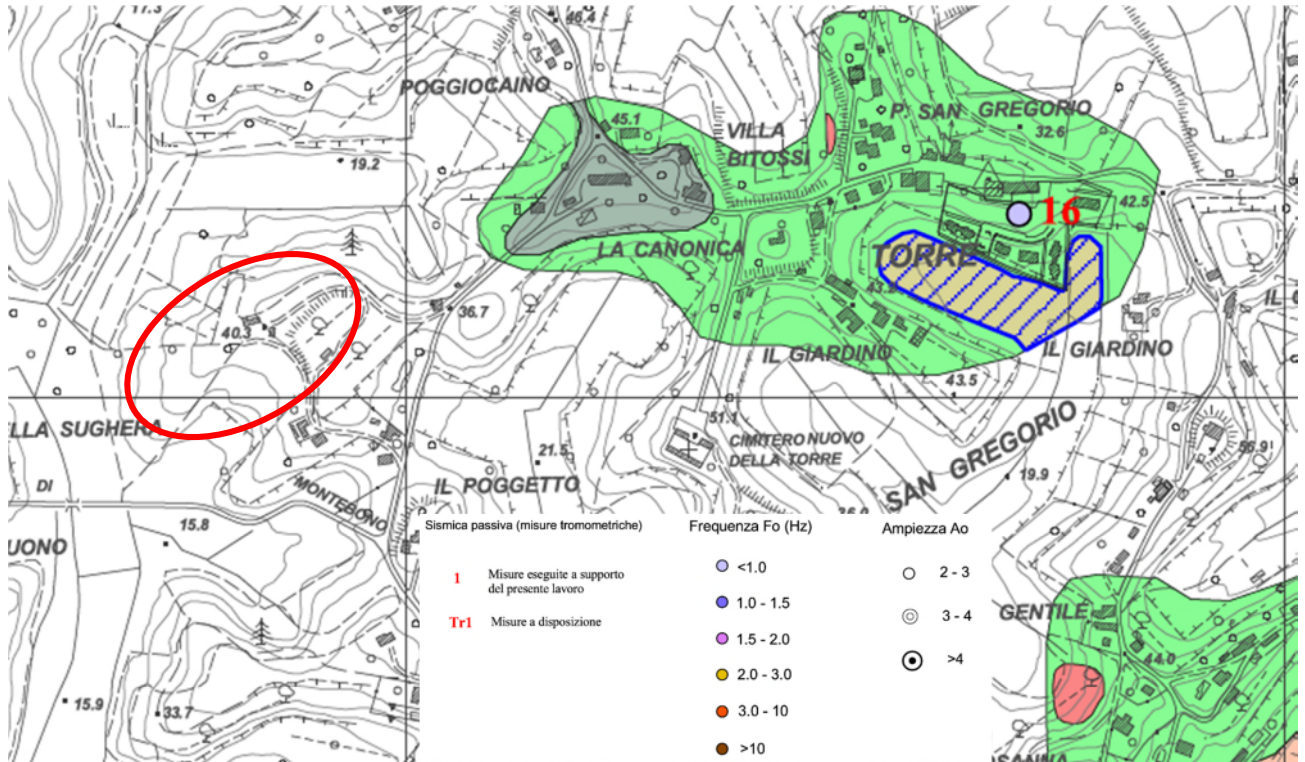 17.3
46.4
POGGIOCAINO
45.1
VILLA
BITOSSI
P. SAN GREGORIO
32.6
19.2
42.5
16
LA CANONICA
TORRE
43.2
36.7
40.3
IL GIARDINO
IL GIARDINO
43.5
LLA SUGHERA
51.1
CIMITERO NUOVO
DELLA TORRE
SAN GREGORIO
56.9
21.5
19.9
DI
IL POGGETTO
MONTEBONO
36.0
15.8
UONO
Sismica passiva (misure tromometriche)
1 Misure eseguite a supporto
del presente lavoro
Tr1 Misure a disposizione
Frequenza Fo (Hz)
<1.0
1.0 - 1.5
1.5 - 2.0
2.0 - 3.0
3.0 - 10
>10
Ampiezza Ao
2 - 3
3 - 4
>4
GENTILE
44.0
15.9
33.7
OSANNA